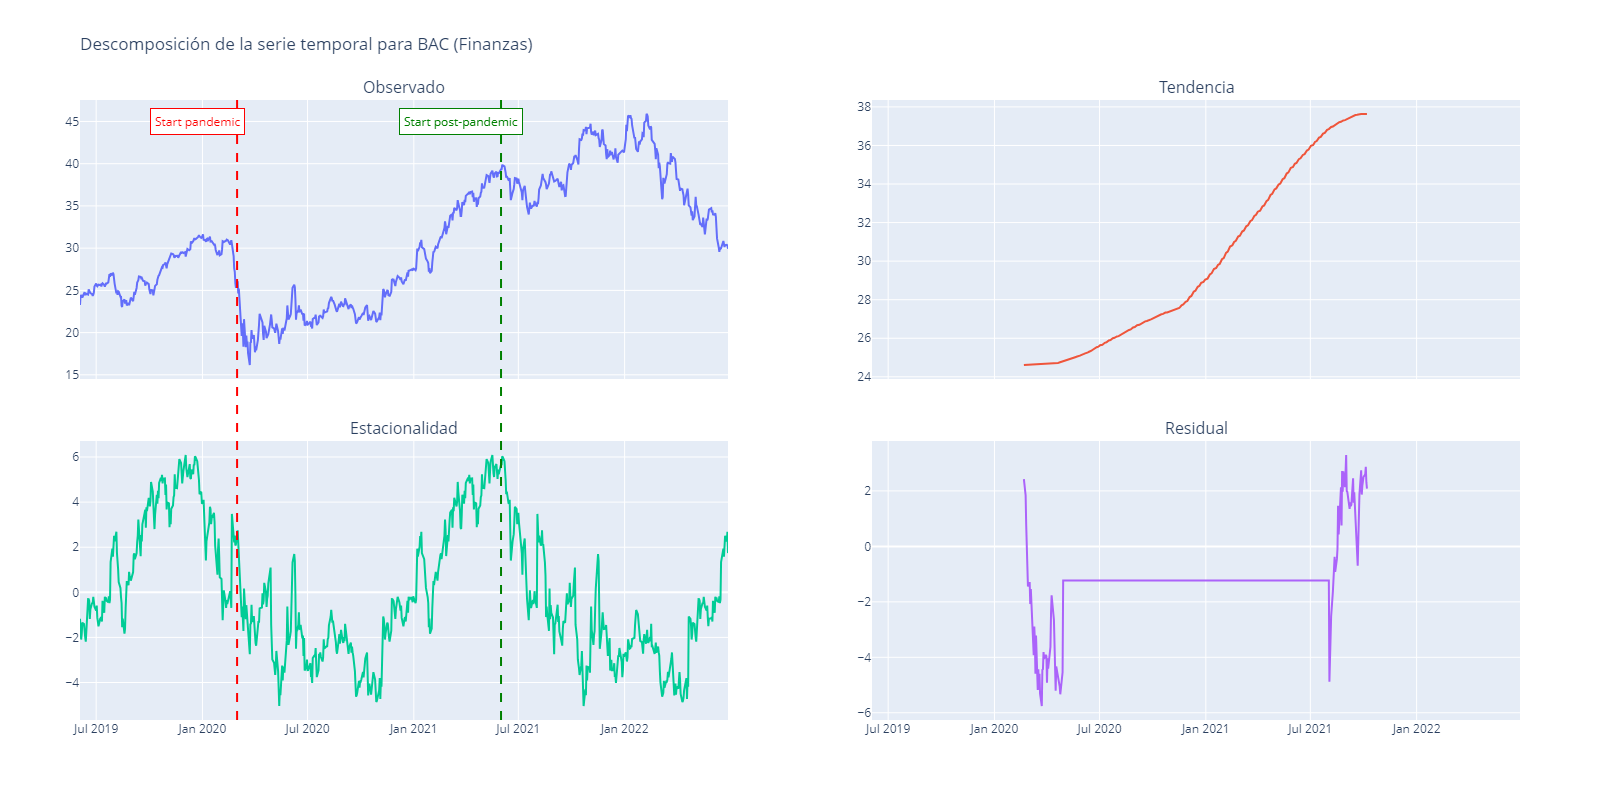 Descomposición de la serie temporal para BAC (Finanzas)
Observado
Start pandemic
Start post-pandemic
45
40
35
30
25
20
15
Tendencia
38
36
34
32
30
28
26
24
Jul 2019
Jan 2020
Jul 2020
Jan 2021
Jul 2021
Jan 2022
Estacionalidad
6
4
2
0
−2
−4
Jul 2019
Jan 2020
Jul 2020
Jan 2021
Jul 2021
Jan 2022
Residual
2
0
−2
−4
−6